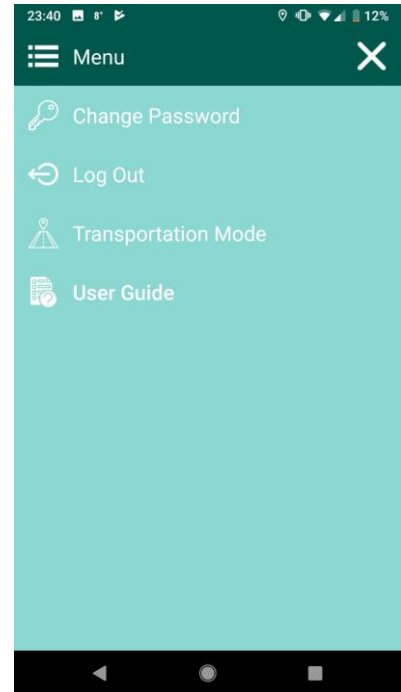 23:40 8° 12%
Menu
Change Password
Log Out
Transportation Mode
User Guide